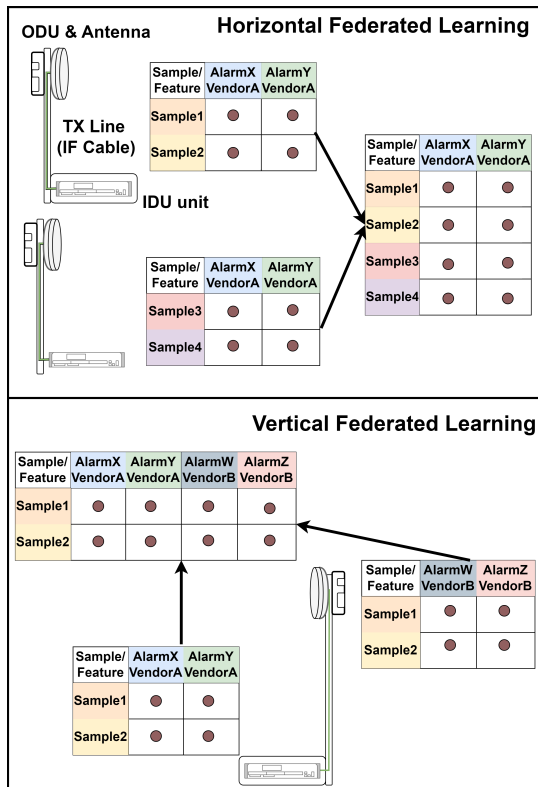 Horizontal Federated Learning
ODU & Antenna
TX Line
(IF Cable)
IDU unit
Sample/ AlarmX AlarmY
Feature VendorA VendorA
Sample1
Sample2
Sample/ AlarmX AlarmY
Feature VendorA VendorA
Sample3
Sample4
Sample/ AlarmX AlarmY
Feature VendorA VendorA
Sample1
Sample2
Sample3
Sample4
Vertical Federated Learning
Sample/ AlarmX AlarmY AlarmW AlarmZ
Feature VendorA VendorA VendorB VendorB
Sample1
Sample2
Sample/ AlarmW AlarmZ
Feature VendorB VendorB
Sample1
Sample2
Sample/ AlarmX AlarmY
Feature VendorA VendorA
Sample1
Sample2